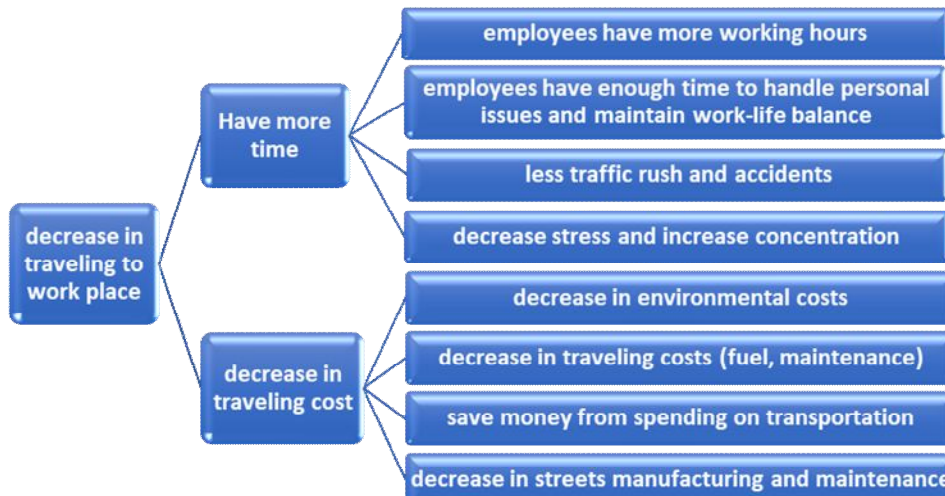 decrease in
traveling to
work place
Have more
time
employees have more working hours
employees have enough time to handle personal
issues and maintain work-life balance
less traffic rush and accidents
decrease stress and increase concentration
decrease in
traveling cost
decrease in environmental costs
decrease in traveling costs (fuel, maintenance)
save money from spending on transportation
decrease in streets manufacturing and maintenance